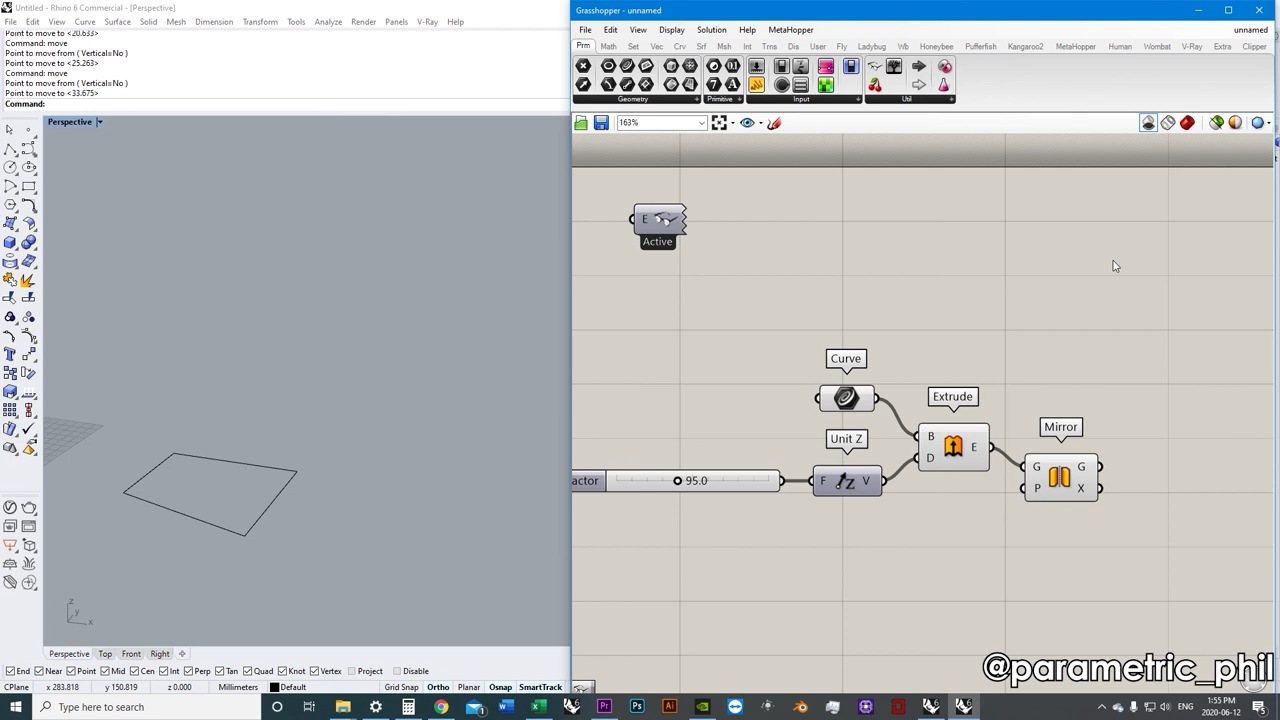 Untitled - Rhino 6 Commercial - [Perspective]
File Edit View Curve Surface Solid Mesh Dimension Transform Tools Analyze Render Panels V-Ray Help
Point to move to <20.633>
Command: move
Point to move from ( Vertical=No )
Point to move to <25.263>
Command: move
Point to move from ( Vertical=No )
Point to move to <33.675>
Command:
Perspective
z
y
x
Perspective Top Front Right
End Near Point Mid Cen Int Perp Tan Quad Knot Vertex Project Disable
CPlane x 283.818 y 150.819 z 0.000 Millimeters Default Grid Snap Ortho Planar Osnap SmartTrack
Grasshopper - unnamed
File Edit View Display Solution Help MetaHopper unnamed
Prm Math Set Vec Crv Srf Msh Int Trns Dis User Fly Ladybug Wb Honeybee Pufferfish Kangaroo2 MetaHopper Human Wombat V-Ray Extra Clipper
Geometry Primitive Input Util
163%
E
Active
Curve
Extrude
Mirror
Unit Z
B
D
E
G
P
G
X
actor
95.0
F
Z
V
@parametric_phil
Type here to search
1:55 PM
2020-06-12